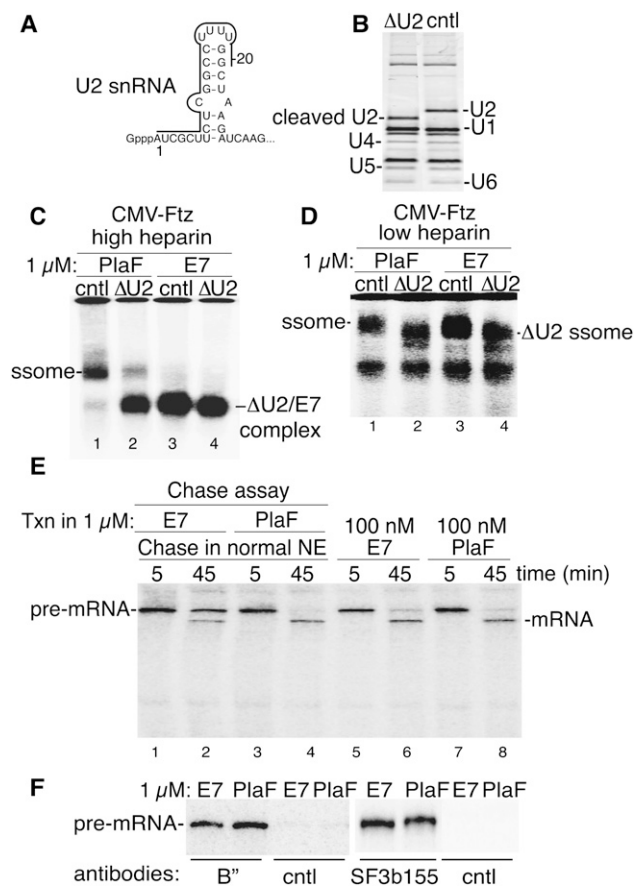 A
U2 snRNA
U U U U
C-G -20
C-G
G-C
G-U
A
C
U-A
C-G
GpppAUCGCUU-AUCAAG...
1
B
ΔU2 cntl
cleaved U2-
-U2
-U1
U4-
U5-
-U6
C
CMV-Ftz
high heparin
1 µM: PlaF E7
cntl ΔU2 cntl ΔU2
ssome-
-ΔU2/E7
complex
1 2 3 4
D
CMV-Ftz
low heparin
1 µM: PlaF E7
cntl ΔU2 cntl ΔU2
ssome-
-ΔU2 ssome
1 2 3 4
E
Chase assay
Txn in 1 µM: E7 PlaF
100 nM E7
100 nM PlaF
Chase in normal NE
5 45 5 45 5 45 5 45 time (min)
pre-mRNA-
-mRNA
1 2 3 4 5 6 7 8
F
1 µM: E7 PlaF E7 PlaF E7 PlaF E7 PlaF
pre-mRNA-
antibodies: B” cntl SF3b155 cntl